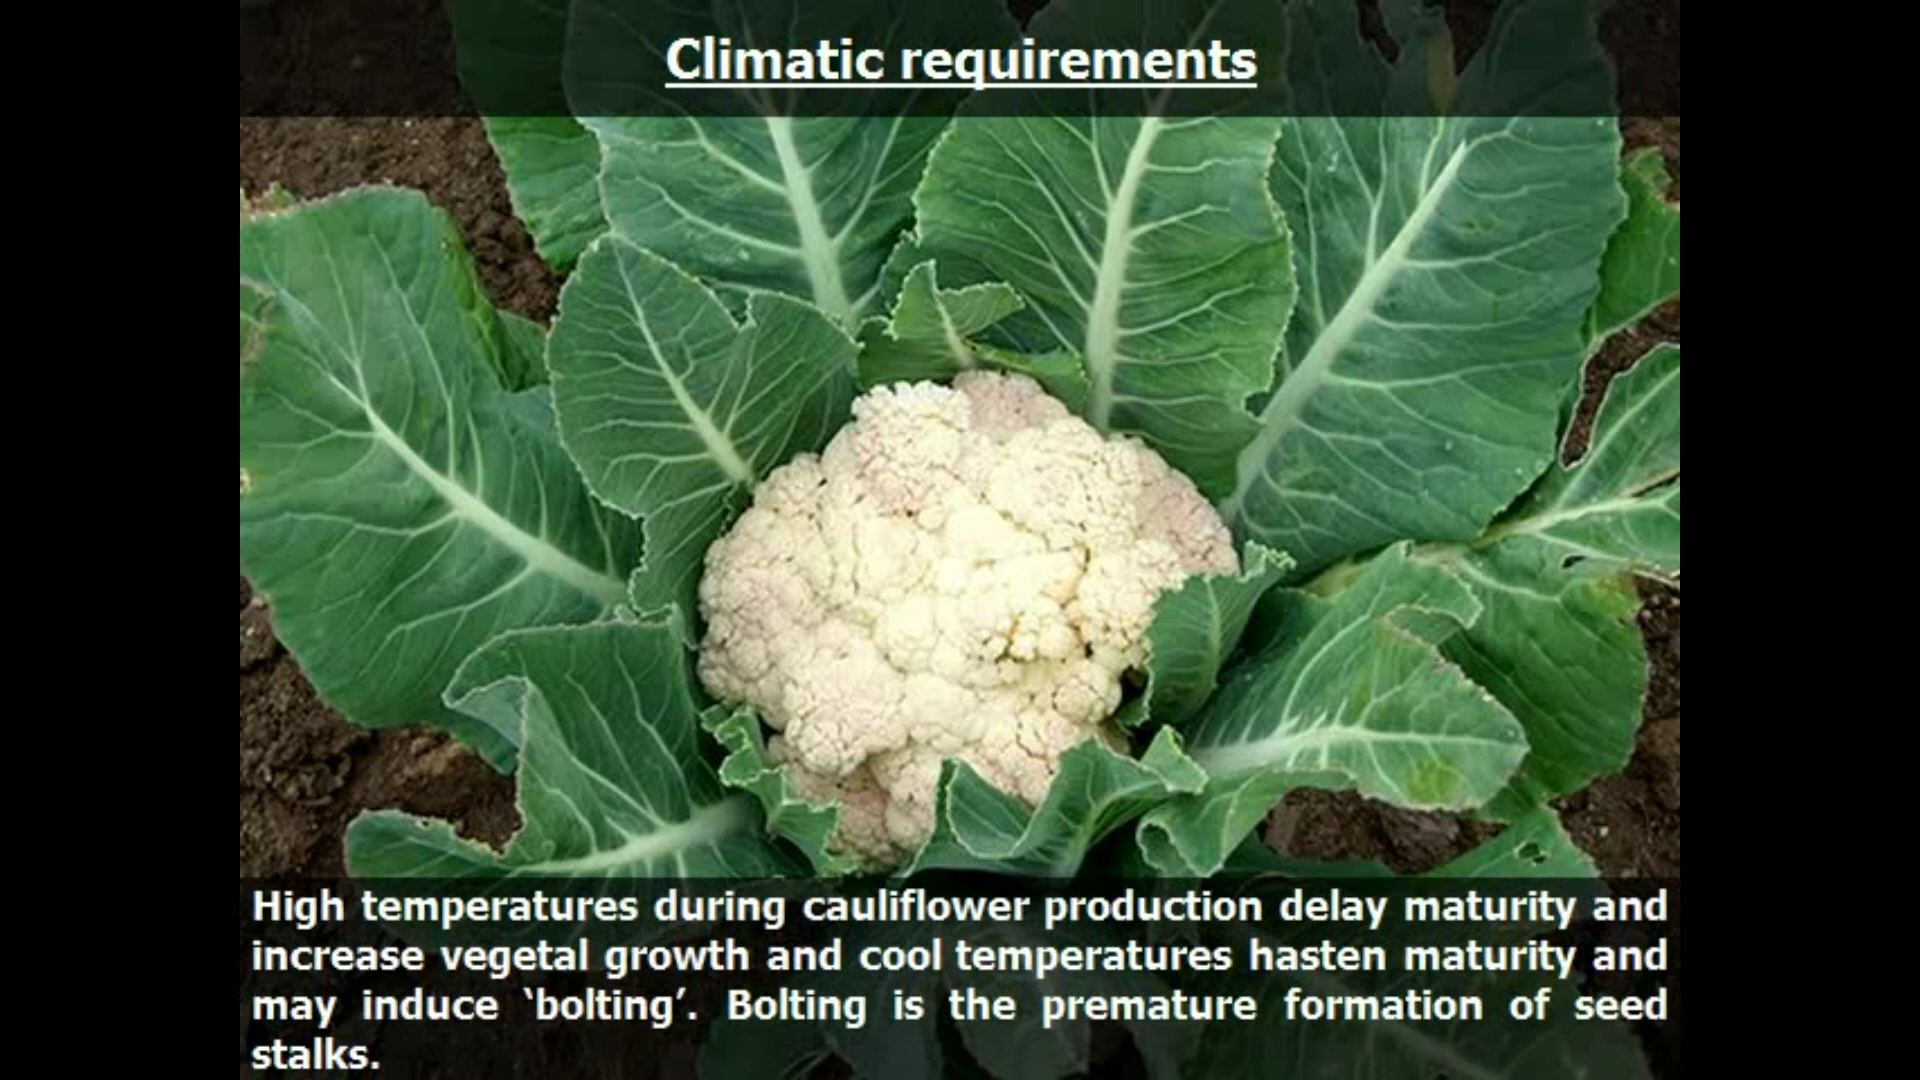 Climatic requirements
High temperatures during cauliflower production delay maturity and
increase vegetal growth and cool temperatures hasten maturity and
may induce ‘bolting’. Bolting is the premature formation of seed
stalks.